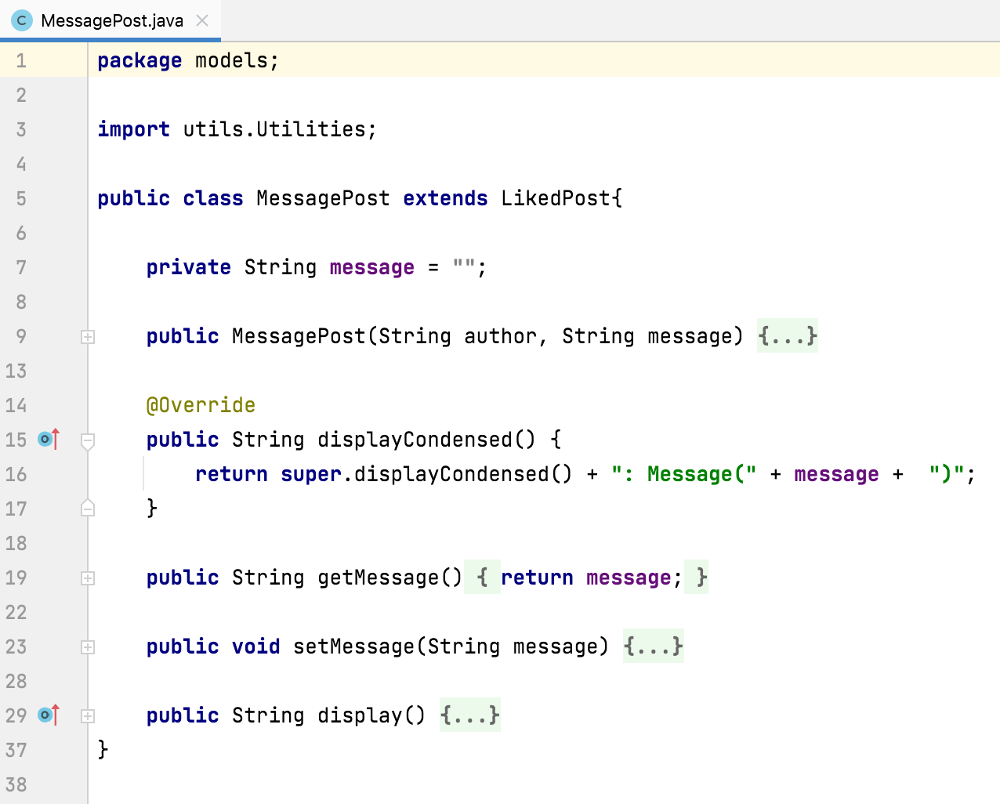 C MessagePost.java
1 package models;
2
3 import utils.Utilities;
4
5 public class MessagePost extends LikedPost{
6
7     private String message = "";
8
9     public MessagePost(String author, String message) {...}
13
14     @Override
15     public String displayCondensed() {
16         return super.displayCondensed() + ": Message(" + message +  ")";
17     }
18
19     public String getMessage() { return message; }
22
23     public void setMessage(String message) {...}
28
29     public String display() {...}
37 }
38